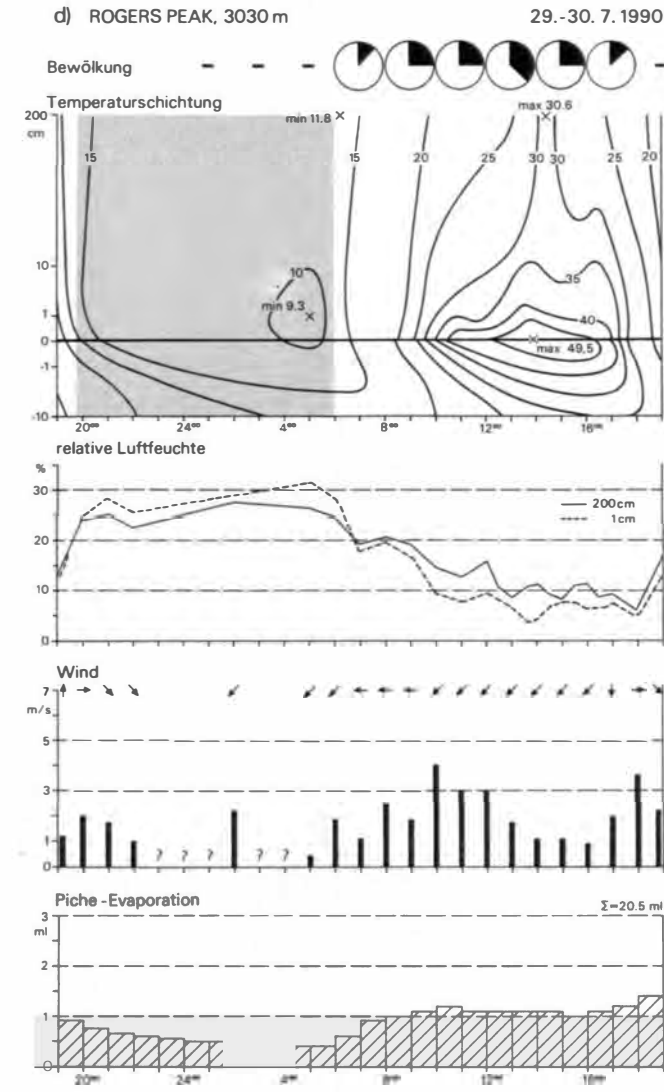 d) ROGERS PEAK, 3030 m 29.-30. 7. 1990
Bewölkung
Temperaturschichtung
200
cm
10
1
0
-1
-10
min 11.8
max 30.6
15 15 20 25 30 30 25 20
10
min 9.3
35
40
max 49,5
20⁰⁰ 24⁰⁰ 4⁰⁰ 8⁰⁰ 12⁰⁰ 16⁰⁰
relative Luftfeuchte
%
30
20
10
0
200cm
1cm
Wind
7
m/s
5
3
1
0
? ? ? ? ?
Piche-Evaporation
Σ=20.5 ml
3
ml
2
1
0
20⁰⁰ 24⁰⁰ 4⁰⁰ 8⁰⁰ 12⁰⁰ 16⁰⁰